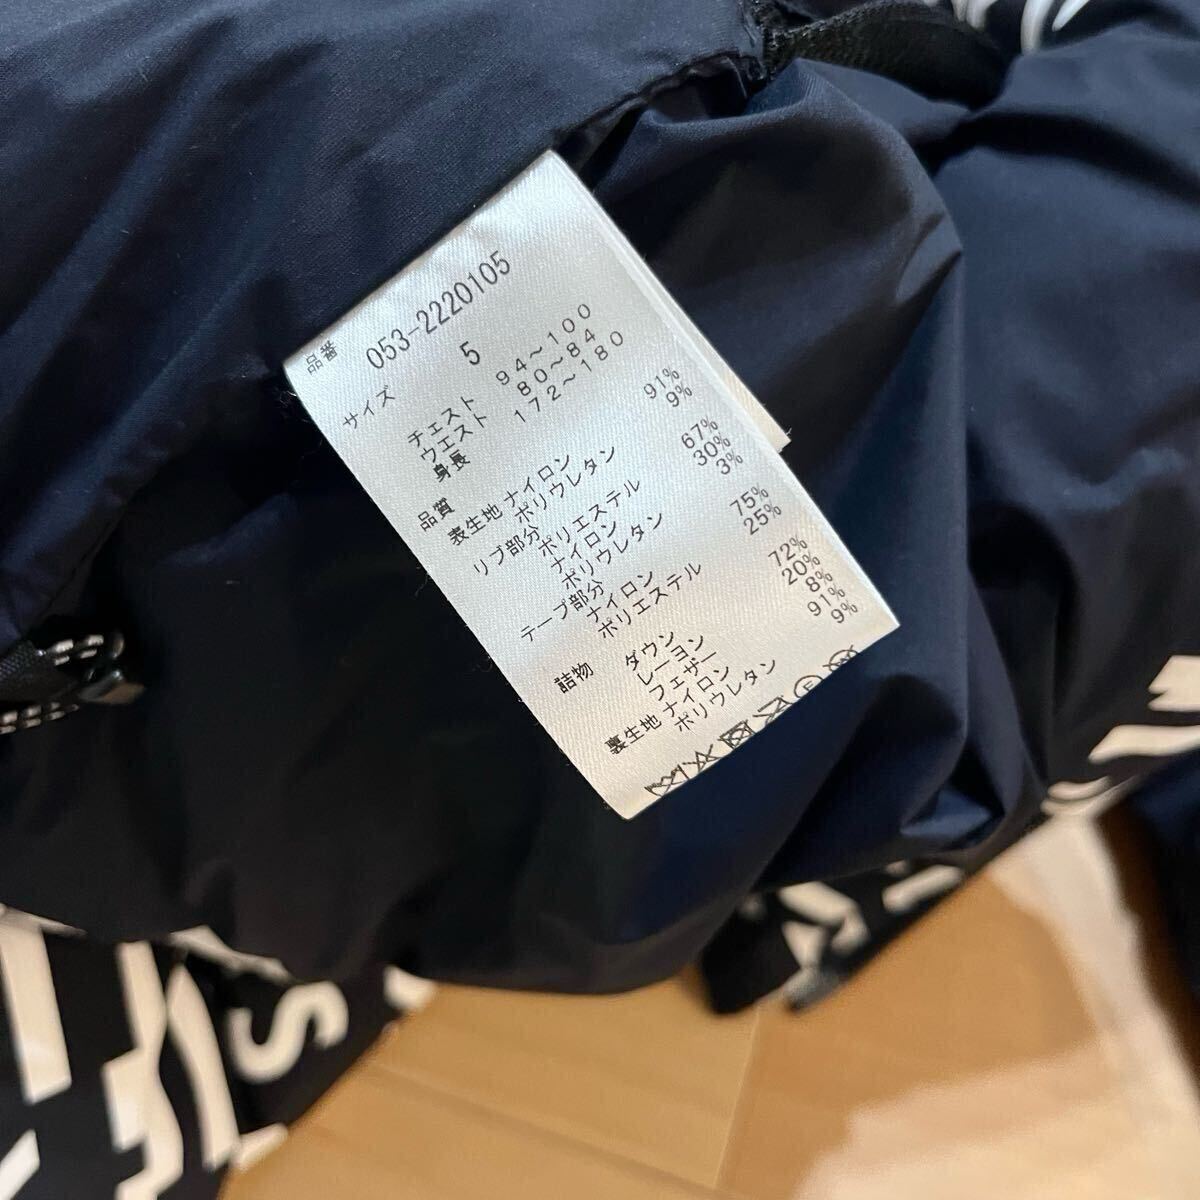 品番 053-2220105
サイズ 5
チェスト 94～100
ウエスト 80～84
身長 172～180
品質
表生地 ナイロン 91%
ポリウレタン 9%
リブ部分 ポリエステル 67%
ナイロン 30%
ポリウレタン 3%
テープ部分 ナイロン 75%
ポリエステル 25%
詰物 ダウン 72%
レーヨン 20%
フェザー 8%
裏生地 ナイロン 91%
ポリウレタン 9%